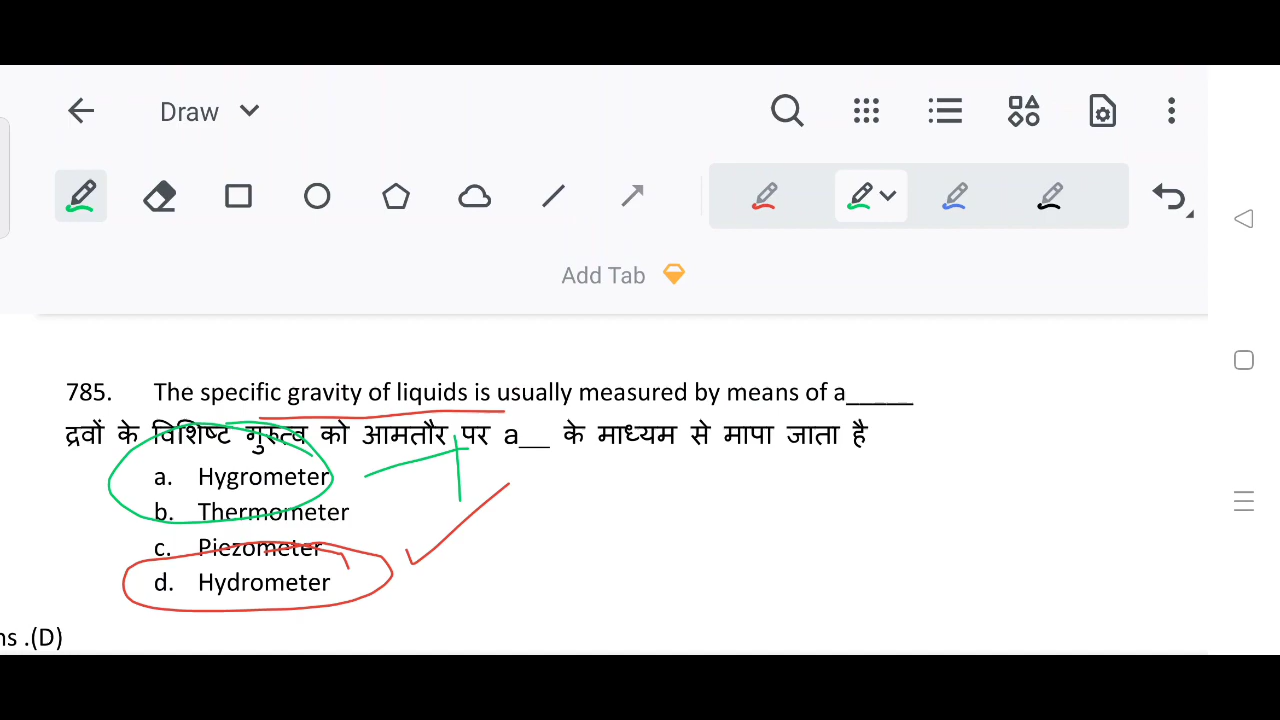 Draw
Add Tab
785. The specific gravity of liquids is usually measured by means of a_____
द्रवों के विशिष्ट गुरुत्व को आमतौर पर a__ के माध्यम से मापा जाता है
a. Hygrometer
b. Thermometer
c. Piezometer
d. Hydrometer
ns .(D)